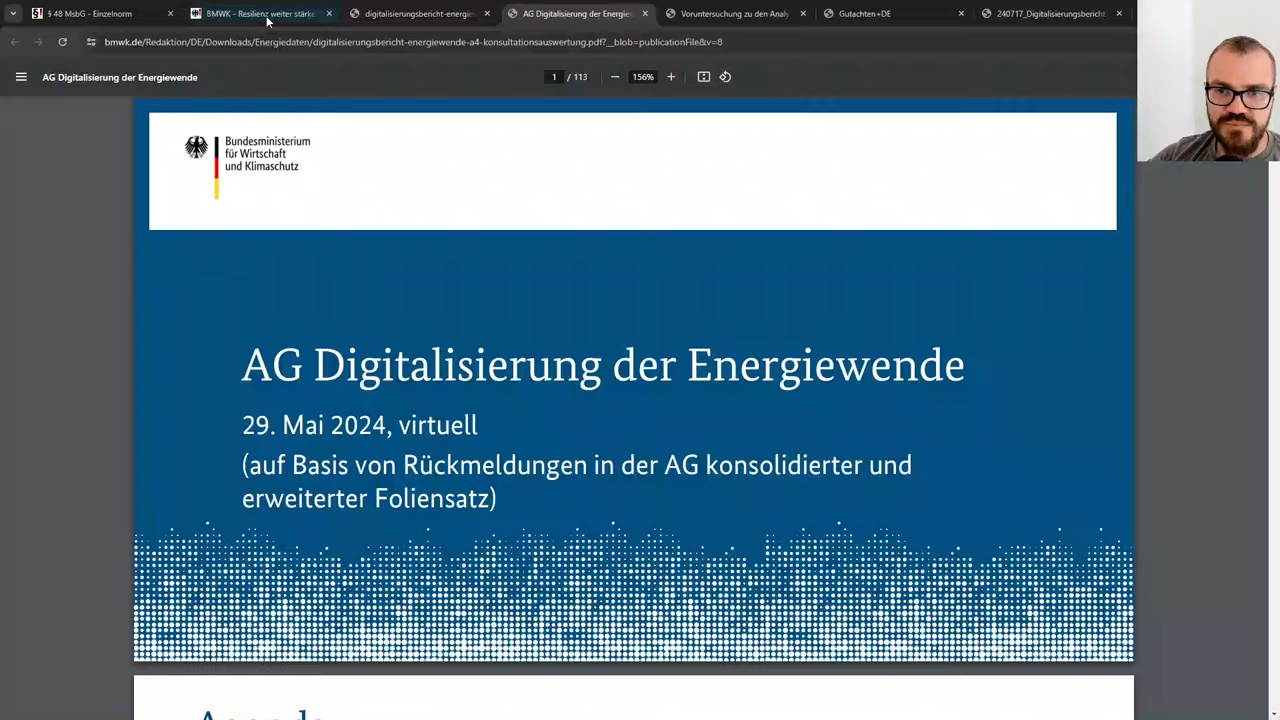 § 48 MsbG - Einzelnorm
BMWK - Resilienz weiter stärke
digitalisierungsbericht-energie
AG Digitalisierung der Energie
Voruntersuchung zu den Analy
Gutachten+DE
240717_Digitalisierungsbericht
bmwk.de/Redaktion/DE/Downloads/Energiedaten/digitalisierungsbericht-energiewende-a4-konsultationsauswertung.pdf?__blob=publicationFile&v=8
AG Digitalisierung der Energiewende
1 / 113
156%
Bundesministerium
für Wirtschaft
und Klimaschutz
AG Digitalisierung der Energiewende
29. Mai 2024, virtuell
(auf Basis von Rückmeldungen in der AG konsolidierter und
erweiterter Foliensatz)